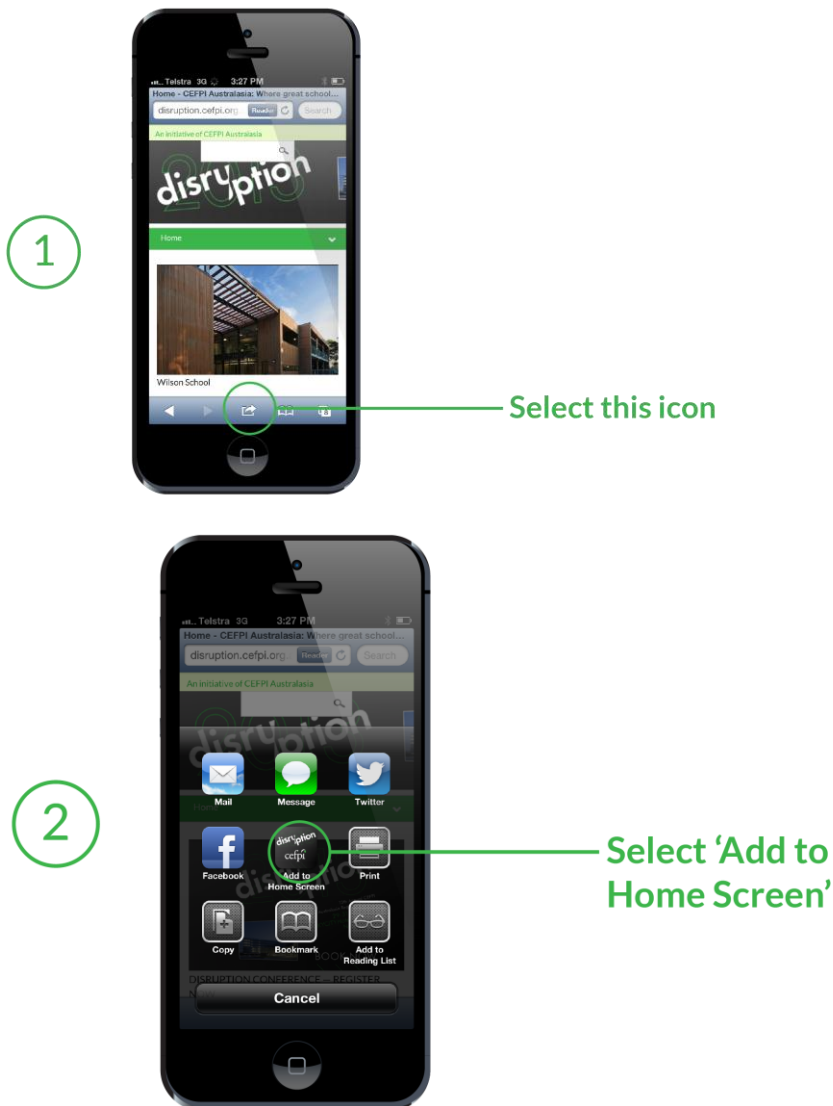 Telstra 3G 3:27 PM
Home - CEFPI Australasia: Where great school...
disruption.cefpi.org Reader Search
An initiative of CEFPI Australasia
2013
disruption
Home
1
Wilson School
Select this icon
Telstra 3G 3:27 PM
Home - CEFPI Australasia: Where great school...
disruption.cefpi.org. Reader Search
An initiative of CEFPI Australasia
disruption
Mail Message Twitter
Home
2
disruption
cefpi
Facebook Add to Home Screen Print
Select ‘Add to
Home Screen’
Copy Bookmark Add to Reading List
BOOK
DISRUPTION CONFERENCE – REGISTER
Cancel